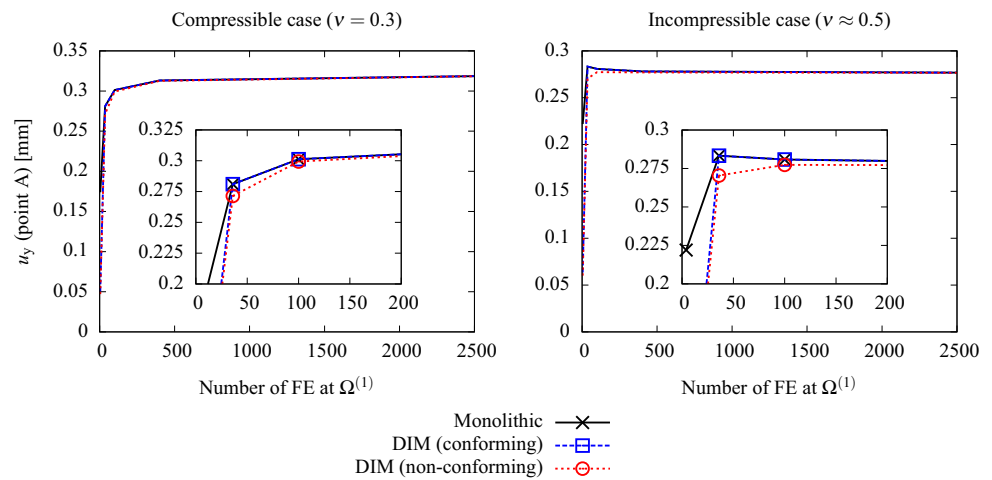 Compressible case (ν = 0.3)
Incompressible case (ν ≈ 0.5)
u_y (point A) [mm]
0.35
0.3
0.25
0.2
0.15
0.1
0.05
0
0 500 1000 1500 2000 2500
0.325
0.3
0.275
0.25
0.225
0.2
0 50 100 150 200
Number of FE at Ω^(1)
0.3
0.25
0.2
0.15
0.1
0.05
0
0 500 1000 1500 2000 2500
0.3
0.275
0.25
0.225
0.2
0 50 100 150 200
Number of FE at Ω^(1)
Monolithic
DIM (conforming)
DIM (non-conforming)